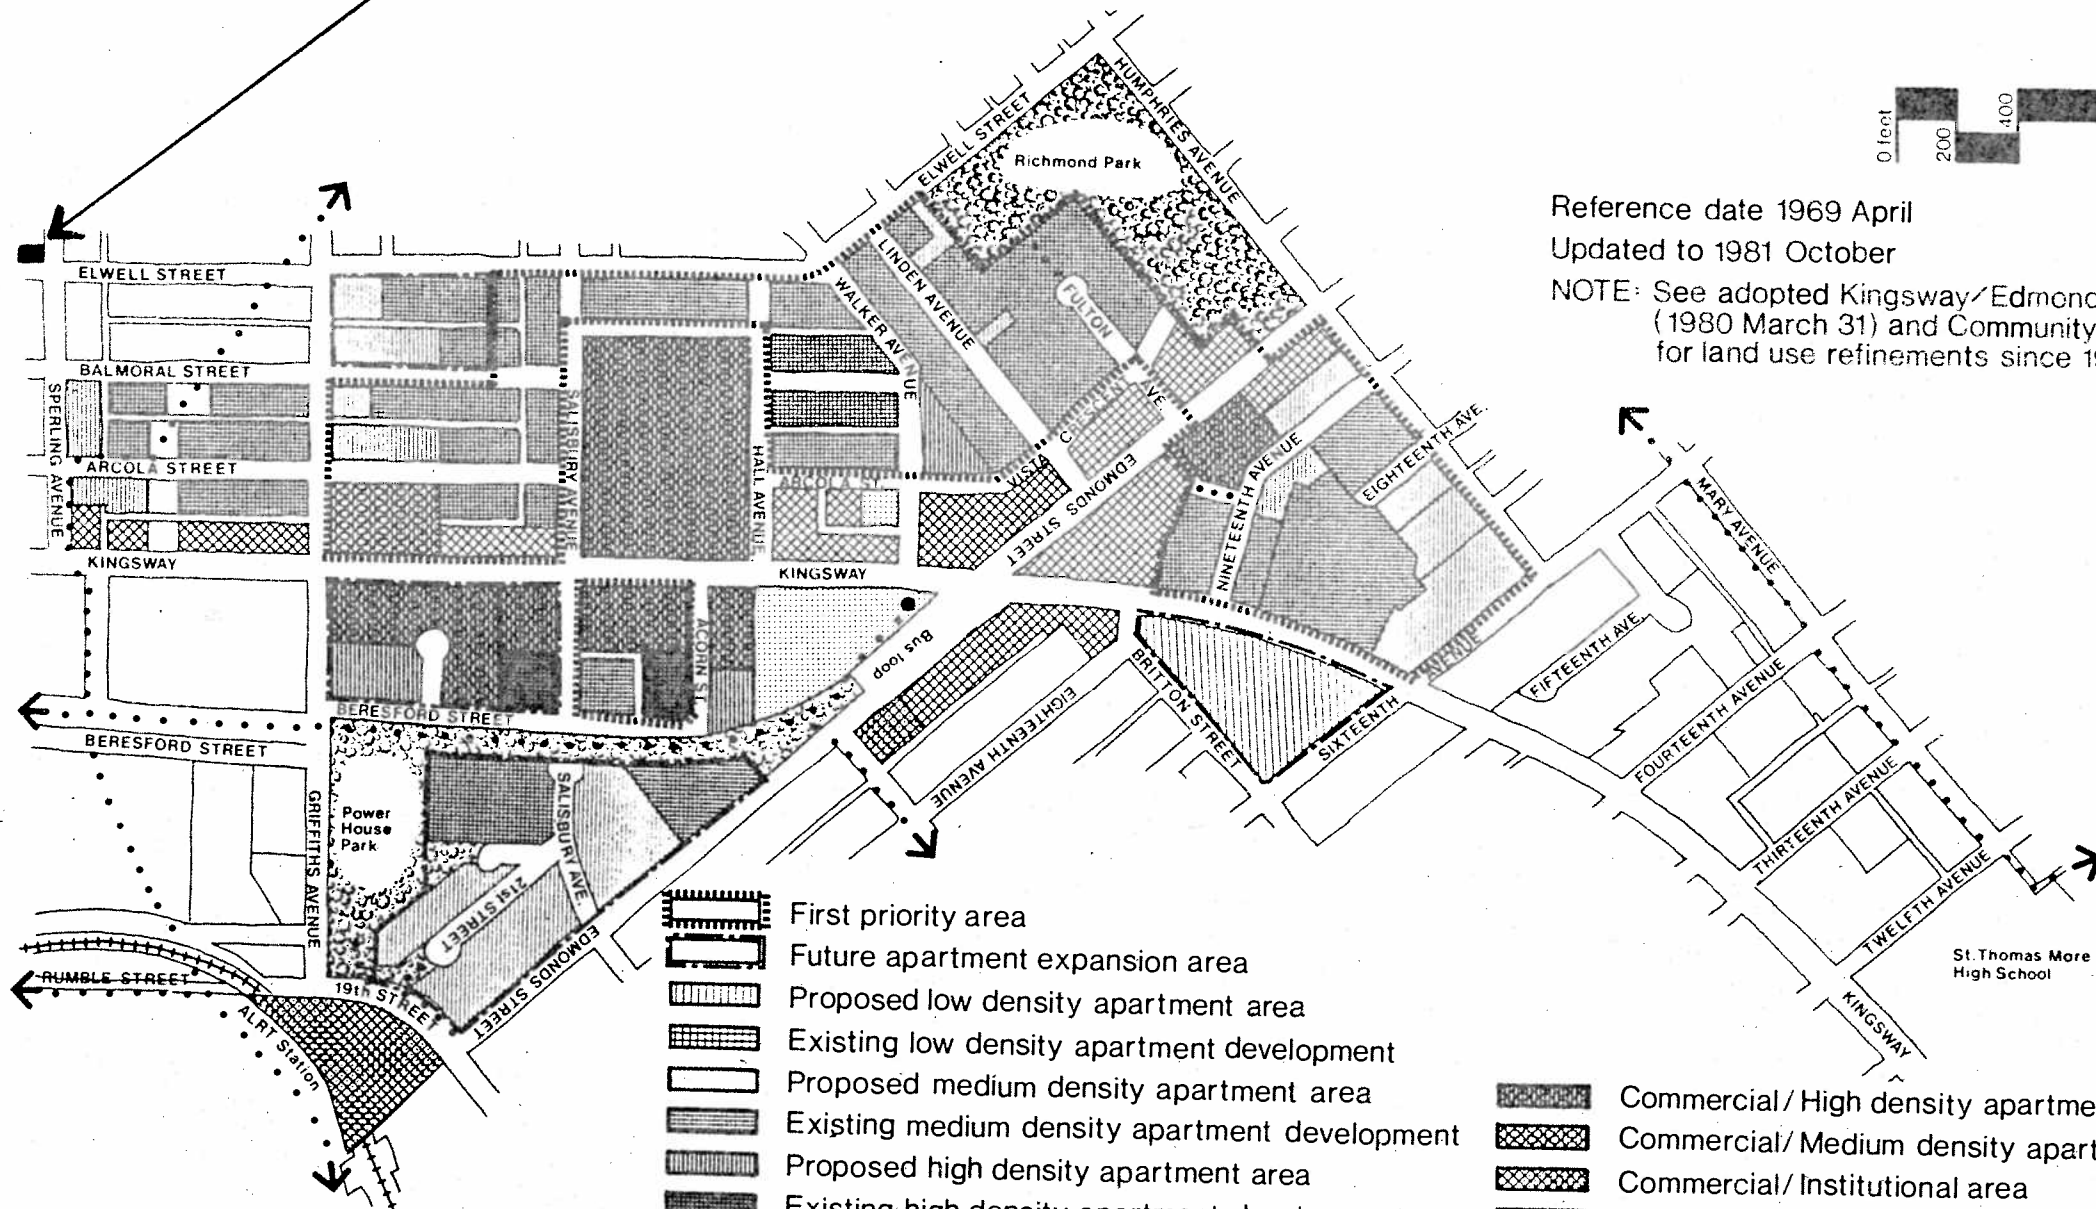 HUMPHRIES AVENUE
ELWELL STREET
Richmond Park
0 feet
200
400
Reference date 1969 April
Updated to 1981 October
NOTE: See adopted Kingsway/Edmond
(1980 March 31) and Community
for land use refinements since
ELWELL STREET
LINDEN AVENUE
WALKER AVENUE
FULTON
AVE.
BALMORAL STREET
SPERLING AVENUE
SALISBURY AVENUE
HALL AVENUE
VISTA
ARCOLA STREET
ARCOLA ST.
EDMONDS STREET
NINETEENTH AVENUE
EIGHTEENTH AVE.
MARY AVENUE
KINGSWAY
KINGSWAY
ACORN ST.
Bus loop
BERESFORD STREET
BERESFORD STREET
EIGHTEENTH AVENUE
BRITTON STREET
SIXTEENTH
AVENUE
FIFTEENTH AVE.
FOURTEENTH AVENUE
THIRTEENTH AVENUE
TWELFTH AVENUE
GRIFFITHS AVENUE
Power
House
Park
SALISBURY AVE.
21st STREET
EDMONDS STREET
RUMBLE STREET
19th STREET
ALRT Station
St. Thomas More
High School
KINGSWAY
First priority area
Future apartment expansion area
Proposed low density apartment area
Existing low density apartment development
Proposed medium density apartment area
Existing medium density apartment development
Proposed high density apartment area
Existing high density
Commercial/High density apartme
Commercial/Medium density apart
Commercial/Institutional area